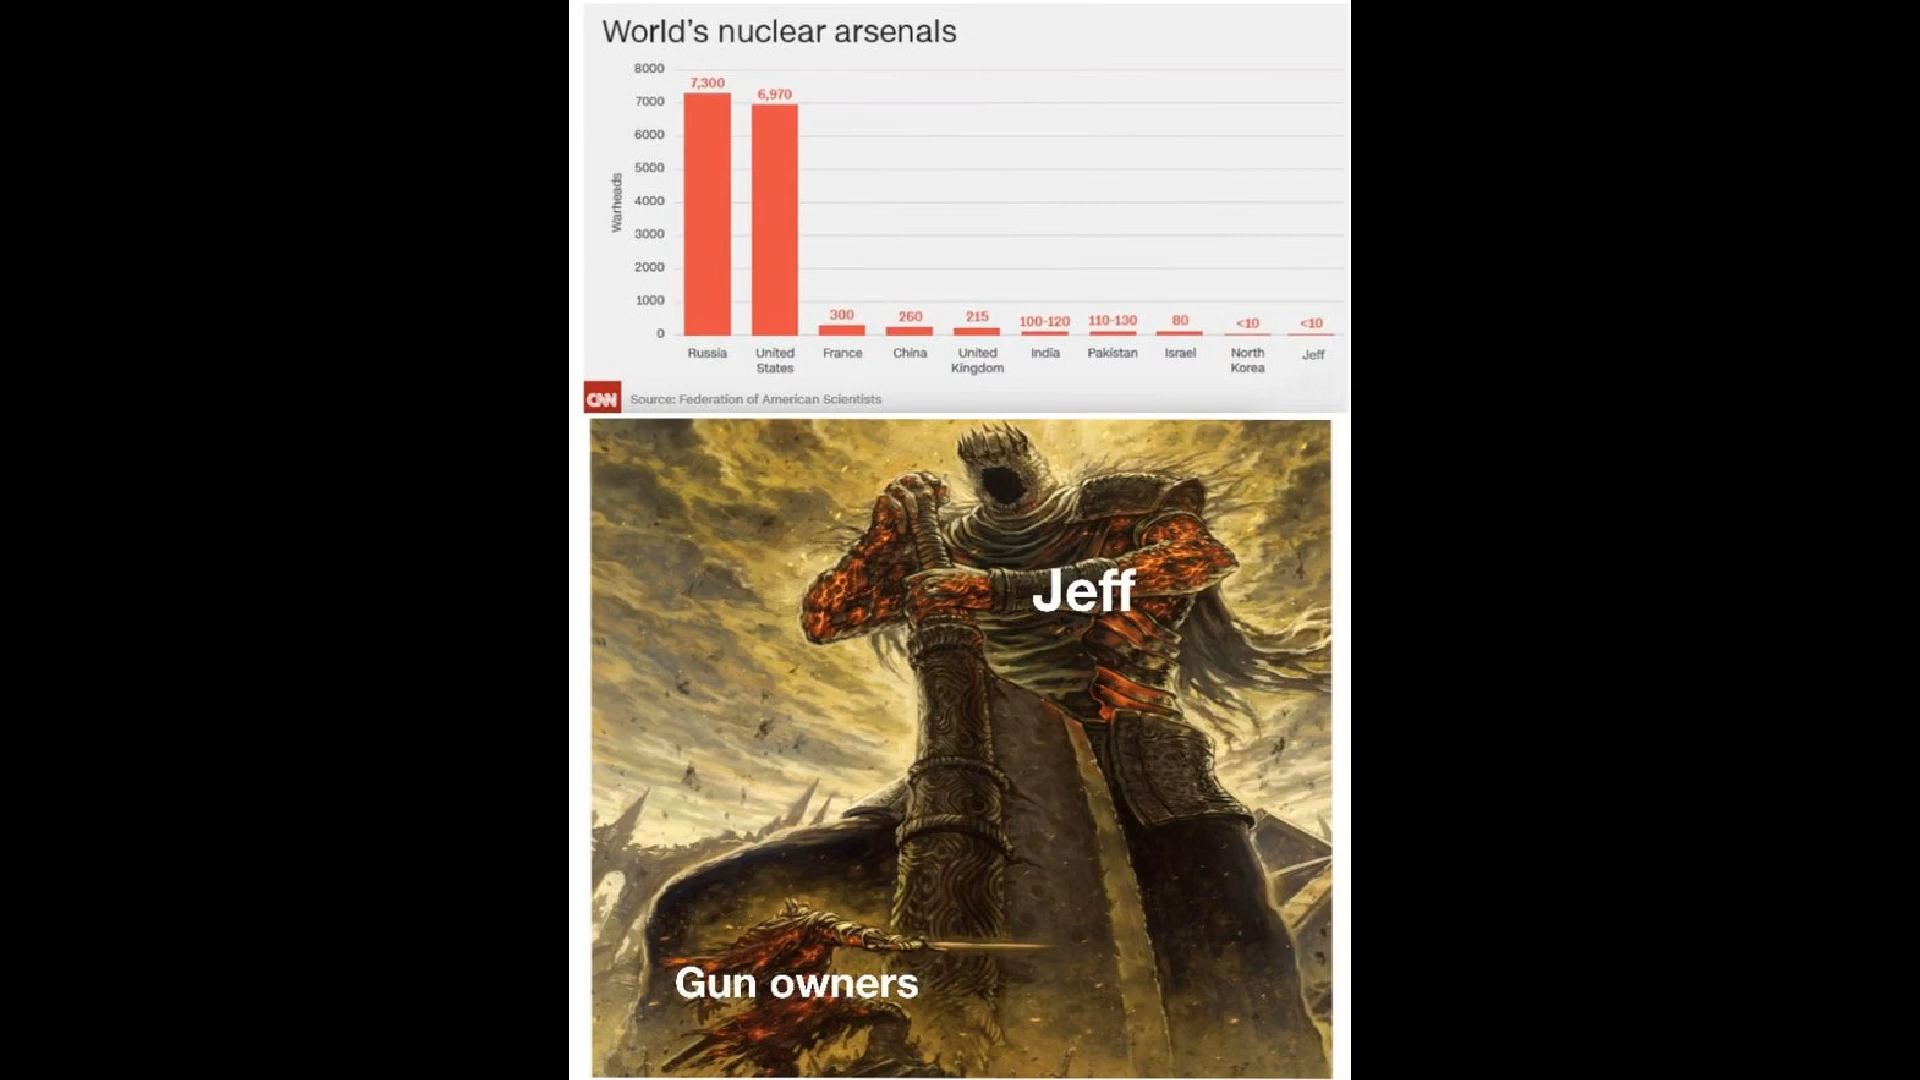 World's nuclear arsenals
8000
7000
6000
5000
4000
3000
2000
1000
0
Warheads
7,300
6,970
300
260
215
100-120
110-130
80
<10
<10
Russia
United
States
France
China
United
Kingdom
India
Pakistan
Israel
North
Korea
Jeff
CNN
Source: Federation of American Scientists
Jeff
Gun owners